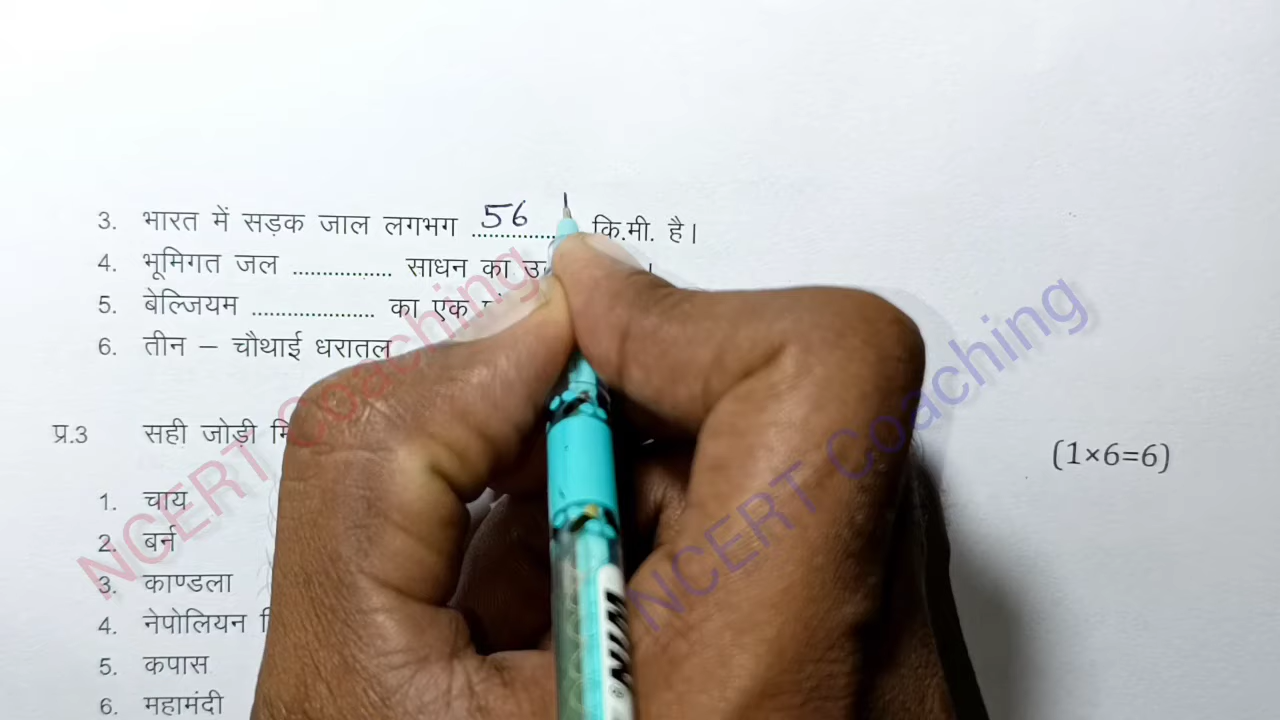 3. भारत में सड़क जाल लगभग ....56.... कि.मी. है।
4. भूमिगत जल ................. साधन का
5. बेल्जियम ..................... का एक
6. तीन – चौथाई धरातल
प्र.3 सही जोड़ी (1×6=6)
1. चाय
2. बर्न
3. काण्डला
4. नेपोलियन
5. कपास
6. महामंदी
NCERT Coaching
NCERT Coaching